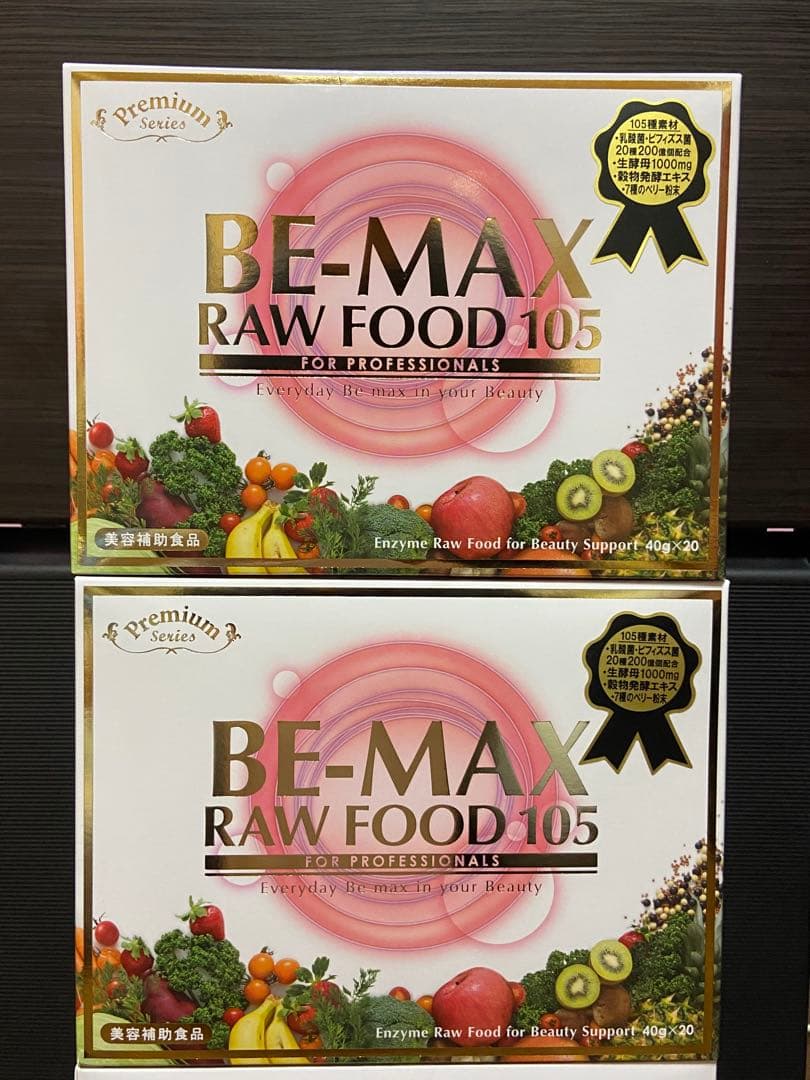 Premium
Series
105種素材
・乳酸菌・ビフィズス菌
20種200億個配合
・生酵母1000mg
・穀物発酵エキス
・7種のベリー粉末
BE-MAX
RAW FOOD 105
FOR PROFESSIONALS
Everyday Be max in your Beauty
美容補助食品
Enzyme Raw Food for Beauty Support 40g×20
Premium
Series
105種素材
・乳酸菌・ビフィズス菌
20種200億個配合
・生酵母1000mg
・穀物発酵エキス
・7種のベリー粉末
BE-MAX
RAW FOOD 105
FOR PROFESSIONALS
Everyday Be max in your Beauty
美容補助食品
Enzyme Raw Food for Beauty Support 40g×20